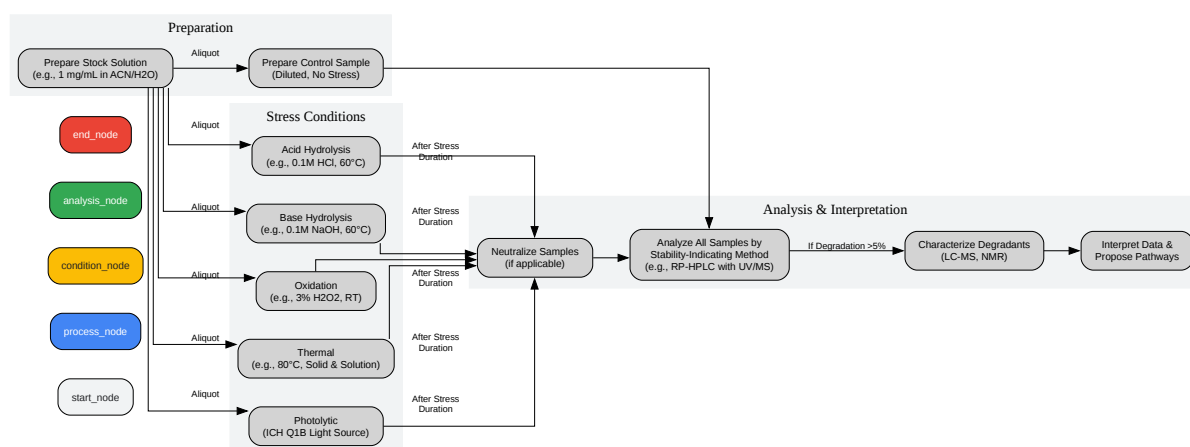 Preparation
Prepare Stock Solution
(e.g., 1 mg/mL in ACN/H2O)
Aliquot
Prepare Control Sample
(Diluted, No Stress)
Stress Conditions
end_node
Aliquot
Acid Hydrolysis
(e.g., 0.1M HCl, 60°C)
After Stress
Duration
analysis_node
Aliquot
Base Hydrolysis
(e.g., 0.1M NaOH, 60°C)
After Stress
Duration
condition_node
Aliquot
Oxidation
(e.g., 3% H2O2, RT)
After Stress
Duration
process_node
Aliquot
Thermal
(e.g., 80°C, Solid & Solution)
After Stress
Duration
start_node
Aliquot
Photolytic
(ICH Q1B Light Source)
After Stress
Duration
Analysis & Interpretation
Neutralize Samples
(if applicable)
Analyze All Samples by
Stability-Indicating Method
(e.g., RP-HPLC with UV/MS)
If Degradation >5%
Characterize Degradants
(LC-MS, NMR)
Interpret Data &
Propose Pathways